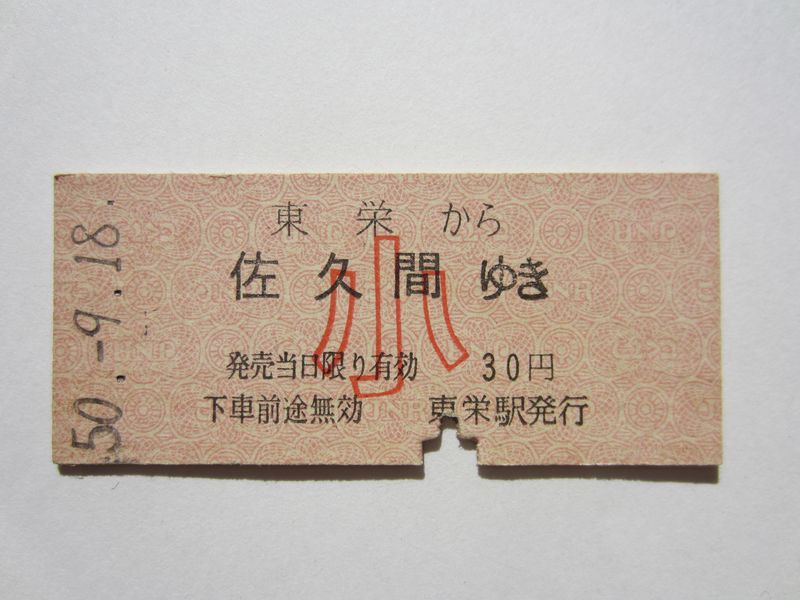 50.-9.18.
東栄から
佐久間ゆき
小
発売当日限り有効 30円
下車前途無効 東栄駅発行